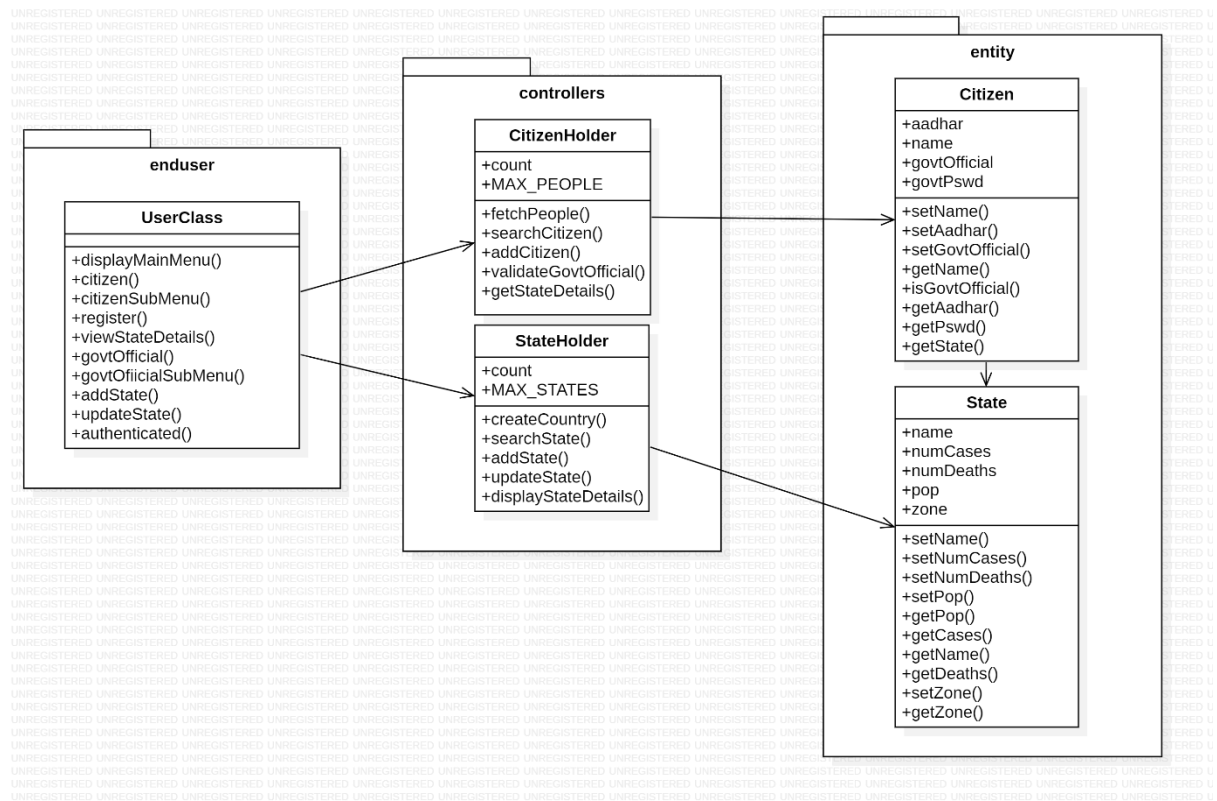 enduser
UserClass
+displayMainMenu()
+citizen()
+citizenSubMenu()
+register()
+viewStateDetails()
+govtOfficial()
+govtOfiicialSubMenu()
+addState()
+updateState()
+authenticated()
controllers
CitizenHolder
+count
+MAX_PEOPLE
+fetchPeople()
+searchCitizen()
+addCitizen()
+validateGovtOfficial()
+getStateDetails()
StateHolder
+count
+MAX_STATES
+createCountry()
+searchState()
+addState()
+updateState()
+displayStateDetails()
entity
Citizen
+aadhar
+name
+govtOfficial
+govtPswd
+setName()
+setAadhar()
+setGovtOfficial()
+getName()
+isGovtOfficial()
+getAadhar()
+getPswd()
+getState()
State
+name
+numCases
+numDeaths
+pop
+zone
+setName()
+setNumCases()
+setNumDeaths()
+setPop()
+getPop()
+getCases()
+getName()
+getDeaths()
+setZone()
+getZone()
UNREGISTERED